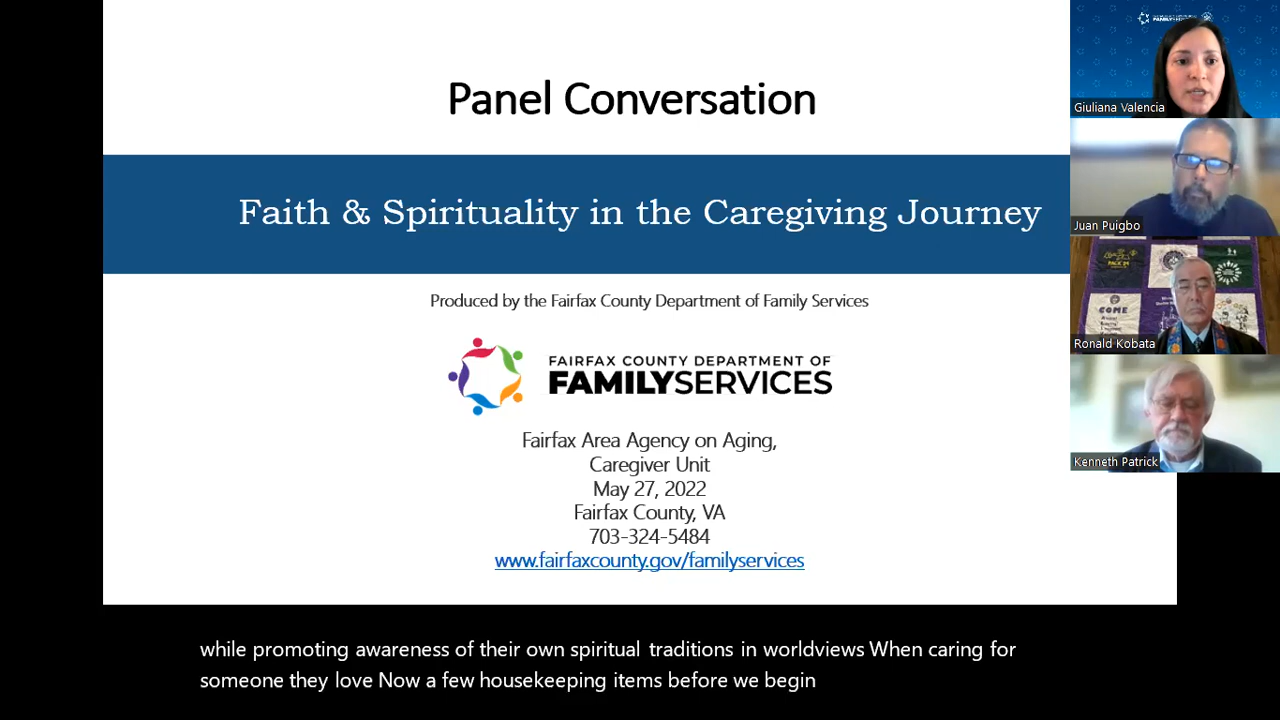 Panel Conversation
Faith & Spirituality in the Caregiving Journey
Produced by the Fairfax County Department of Family Services
FAIRFAX COUNTY DEPARTMENT OF
FAMILYSERVICES
Fairfax Area Agency on Aging,
Caregiver Unit
May 27, 2022
Fairfax County, VA
703-324-5484
www.fairfaxcounty.gov/familyservices
FAMILYSERVICES
Giuliana Valencia
Juan Puigbo
COME
Ronald Kobata
Kenneth Patrick
while promoting awareness of their own spiritual traditions in worldviews When caring for
someone they love Now a few housekeeping items before we begin